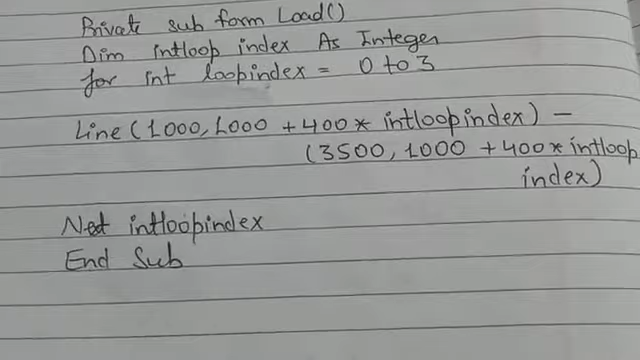 Private sub form Load()
Dim intloop index As Integer
for int loopindex = 0 to 3
Line (1000, 1000 + 400 * intloopindex) -
(3500, 1000 + 400 * intloop
index)
Next intloopindex
End Sub